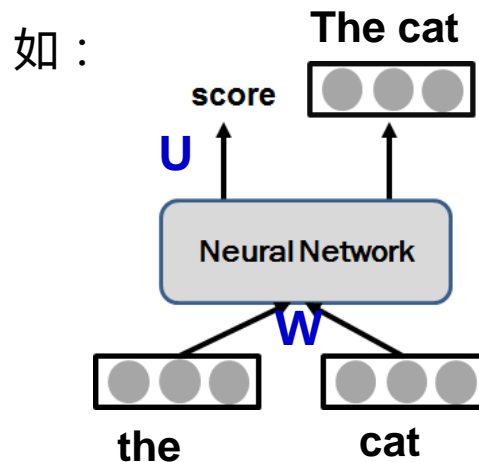 如：
The cat
score
U
Neural Network
W
the
cat